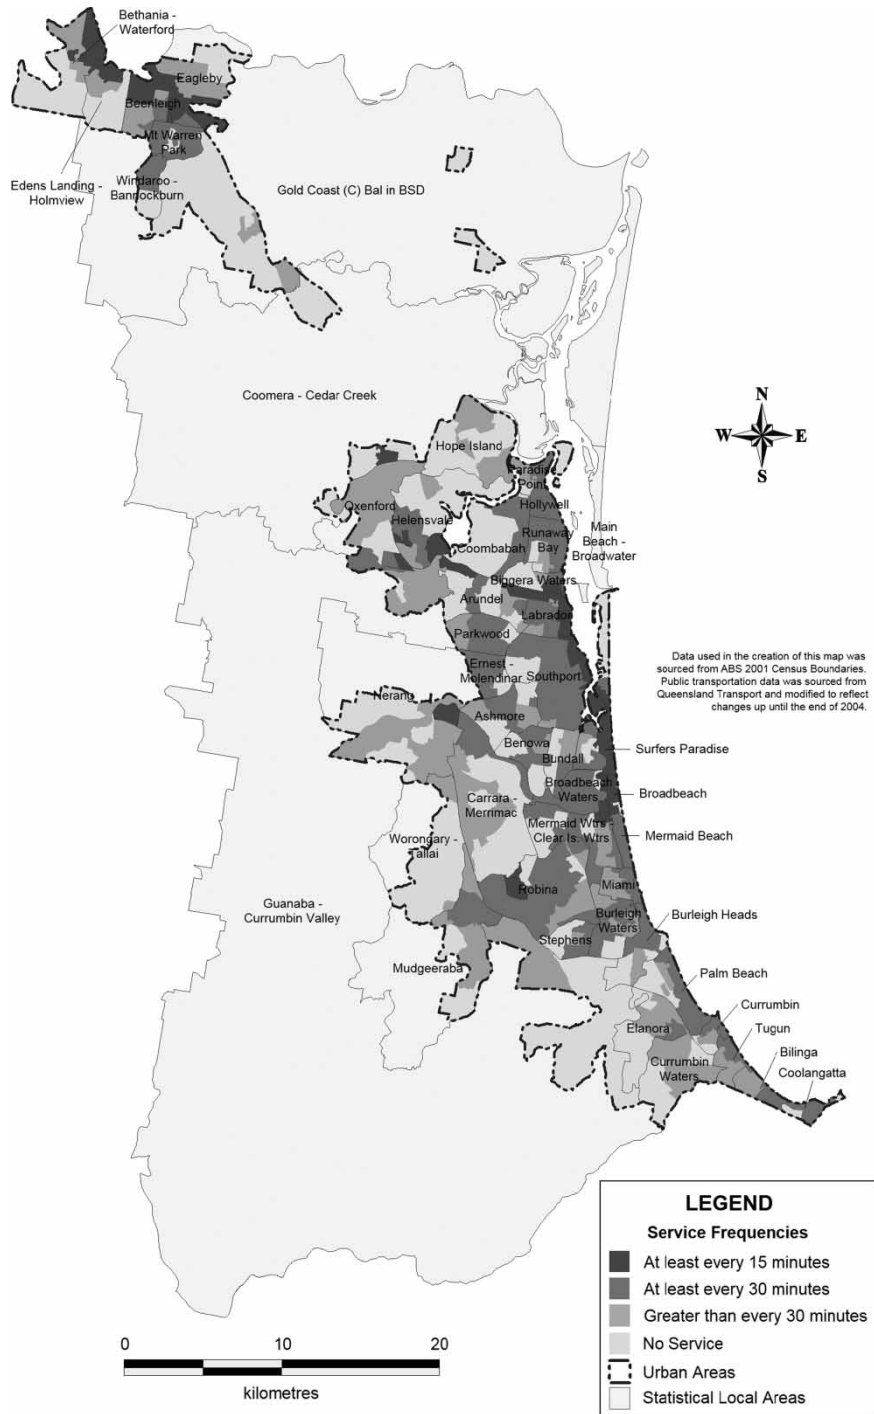 Bethania -
Waterford
Eagleby
Beenleigh
Mt Warren
Park
Edens Landing -
Holmview
Windaroo -
Bannockburn
Gold Coast (C) Bal in BSD
Coomera - Cedar Creek
N
W
E
S
Hope Island
Paradise
Point
Oxenford
Hollywell
Helensvale
Runaway
Bay
Main
Beach -
Broadwater
Coombabah
Biggera Waters
Arundel
Labrador
Parkwood
Ernest -
Molendinar
Southport
Data used in the creation of this map was
sourced from ABS 2001 Census Boundaries.
Public transportation data was sourced from
Queensland Transport and modified to reflect
changes up until the end of 2004.
Nerang
Ashmore
Benowa
Bundall
Surfers Paradise
Broadbeach
Waters
Broadbeach
Carrara -
Merrimac
Mermaid Wtrs -
Clear Is. Wtrs
Mermaid Beach
Worongary -
Tallai
Robina
Miami
Guanaba -
Currumbin Valley
Burleigh
Waters
Burleigh Heads
Stephens
Mudgeeraba
Palm Beach
Currumbin
Elanora
Tugun
Currumbin
Waters
Bilinga
Coolangatta
LEGEND
Service Frequencies
At least every 15 minutes
At least every 30 minutes
Greater than every 30 minutes
No Service
Urban Areas
Statistical Local Areas
0 10 20
kilometres